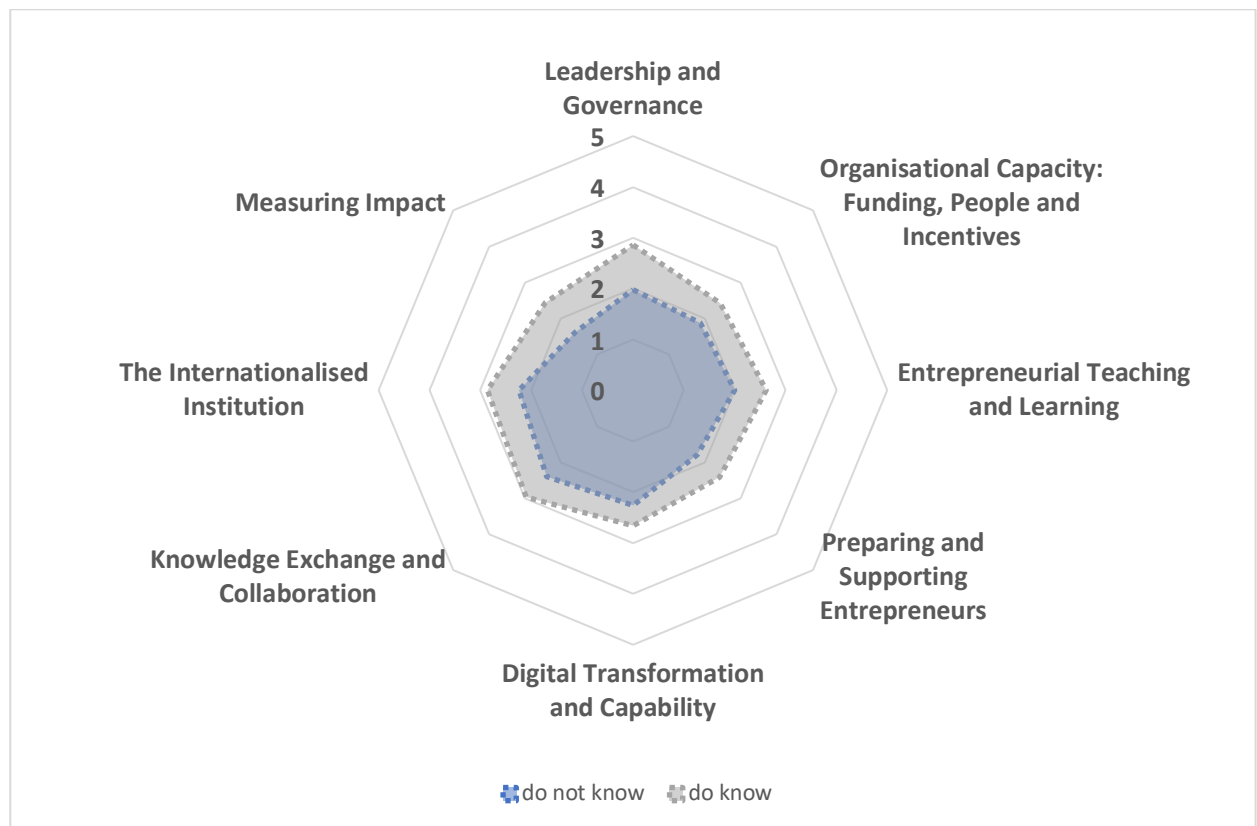 Leadership and
Governance
5
4
3
2
1
0
Organisational Capacity:
Funding, People and
Incentives
Entrepreneurial Teaching
and Learning
Preparing and
Supporting
Entrepreneurs
Digital Transformation
and Capability
Knowledge Exchange and
Collaboration
The Internationalised
Institution
Measuring Impact
do not know
do know